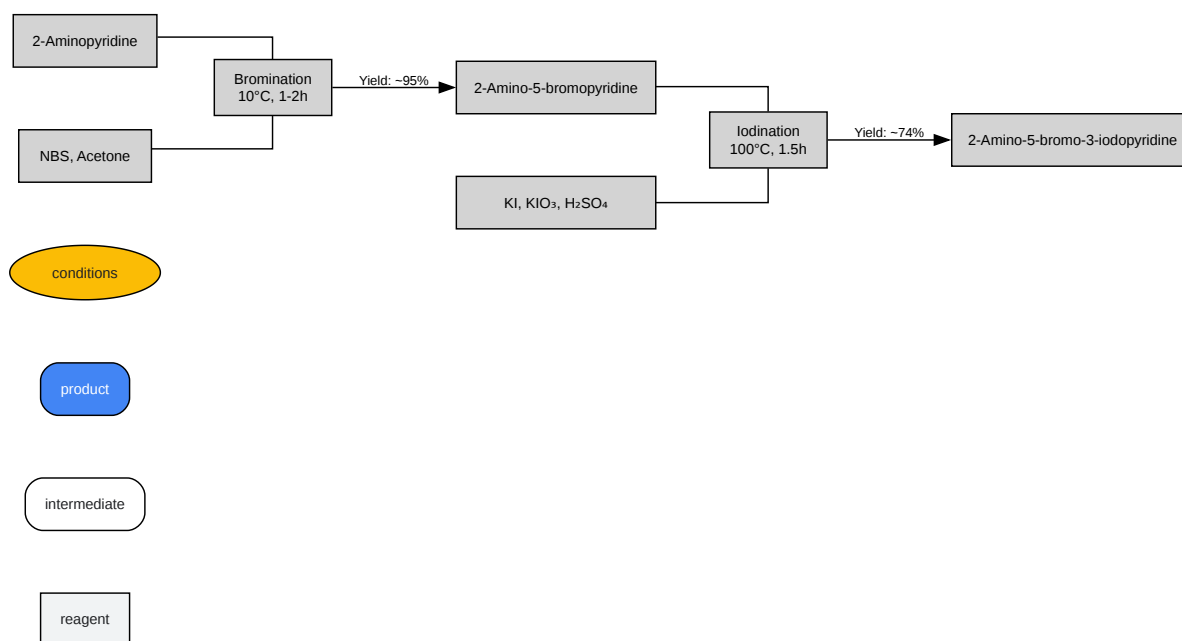 2-Aminopyridine
NBS, Acetone
Bromination
10°C, 1-2h
Yield: ~95%
2-Amino-5-bromopyridine
KI, KIO₃, H₂SO₄
Iodination
100°C, 1.5h
Yield: ~74%
2-Amino-5-bromo-3-iodopyridine
conditions
product
intermediate
reagent